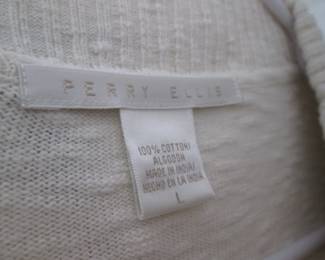 PERRY ELLIS
100% COTTON/
ALGODON
MADE IN INDIA/
HECHO EN LA INDIA
L